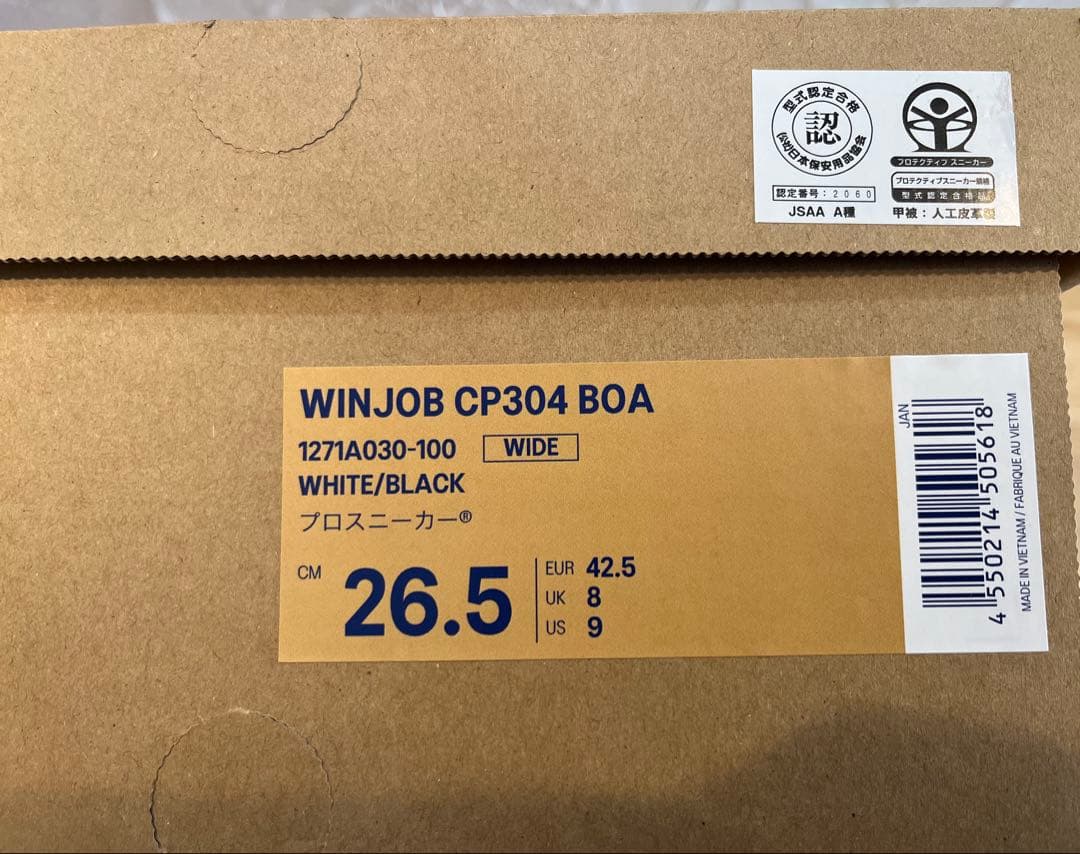 型式認定合格
認
(公社)日本保安用品協会
認定番号:2060
JSAA A種
プロテクティブ スニーカー
プロテクティブスニーカー規格
型式認定合格品
甲被:人工皮革製
WINJOB CP304 BOA
1271A030-100 WIDE
WHITE/BLACK
プロスニーカー®
CM 26.5
EUR 42.5
UK 8
US 9
JAN
4 550214 505618
MADE IN VIETNAM / FABRIQUE AU VIETNAM